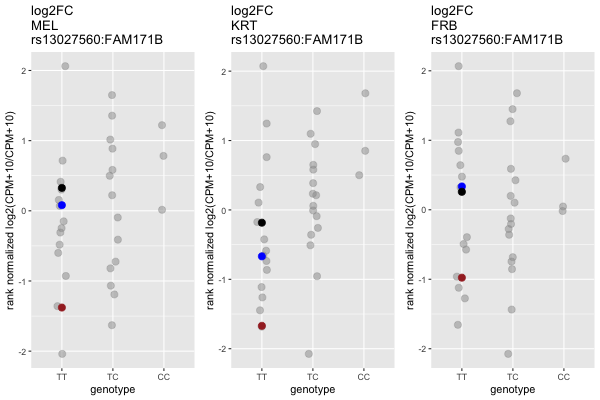 log2FC
MEL
rs13027560:FAM171B
rank normalized log2(CPM+10/CPM+10)
2
1
0
-1
-2
TT
TC
CC
genotype
log2FC
KRT
rs13027560:FAM171B
rank normalized log2(CPM+10/CPM+10)
2
1
0
-1
-2
TT
TC
CC
genotype
log2FC
FRB
rs13027560:FAM171B
rank normalized log2(CPM+10/CPM+10)
2
1
0
-1
-2
TT
TC
CC
genotype